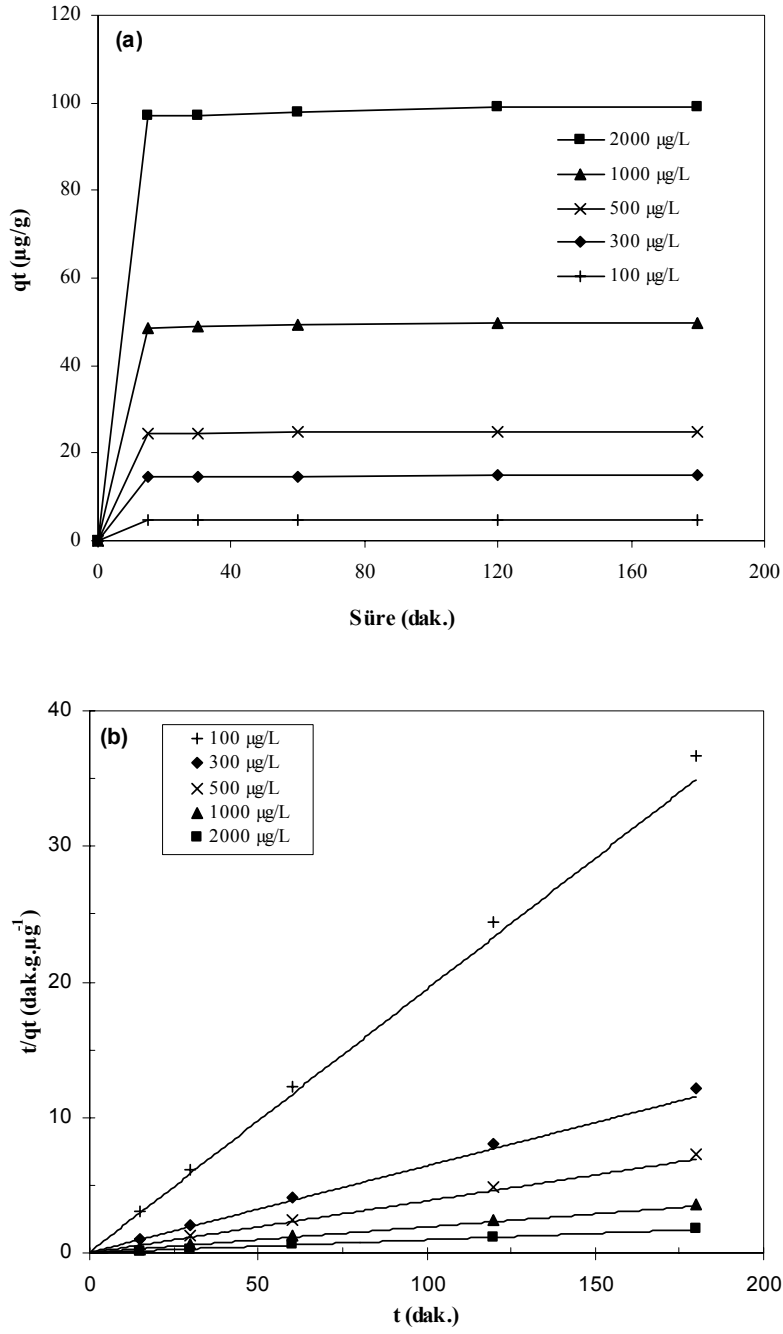 (a)
120
100
80
60
40
20
0
qt (µg/g)
2000 µg/L
1000 µg/L
500 µg/L
300 µg/L
100 µg/L
0 40 80 120 160 200
Süre (dak.)
(b)
40
30
20
10
0
t/qt (dak.g.µg⁻¹)
100 µg/L
300 µg/L
500 µg/L
1000 µg/L
2000 µg/L
0 50 100 150 200
t (dak.)